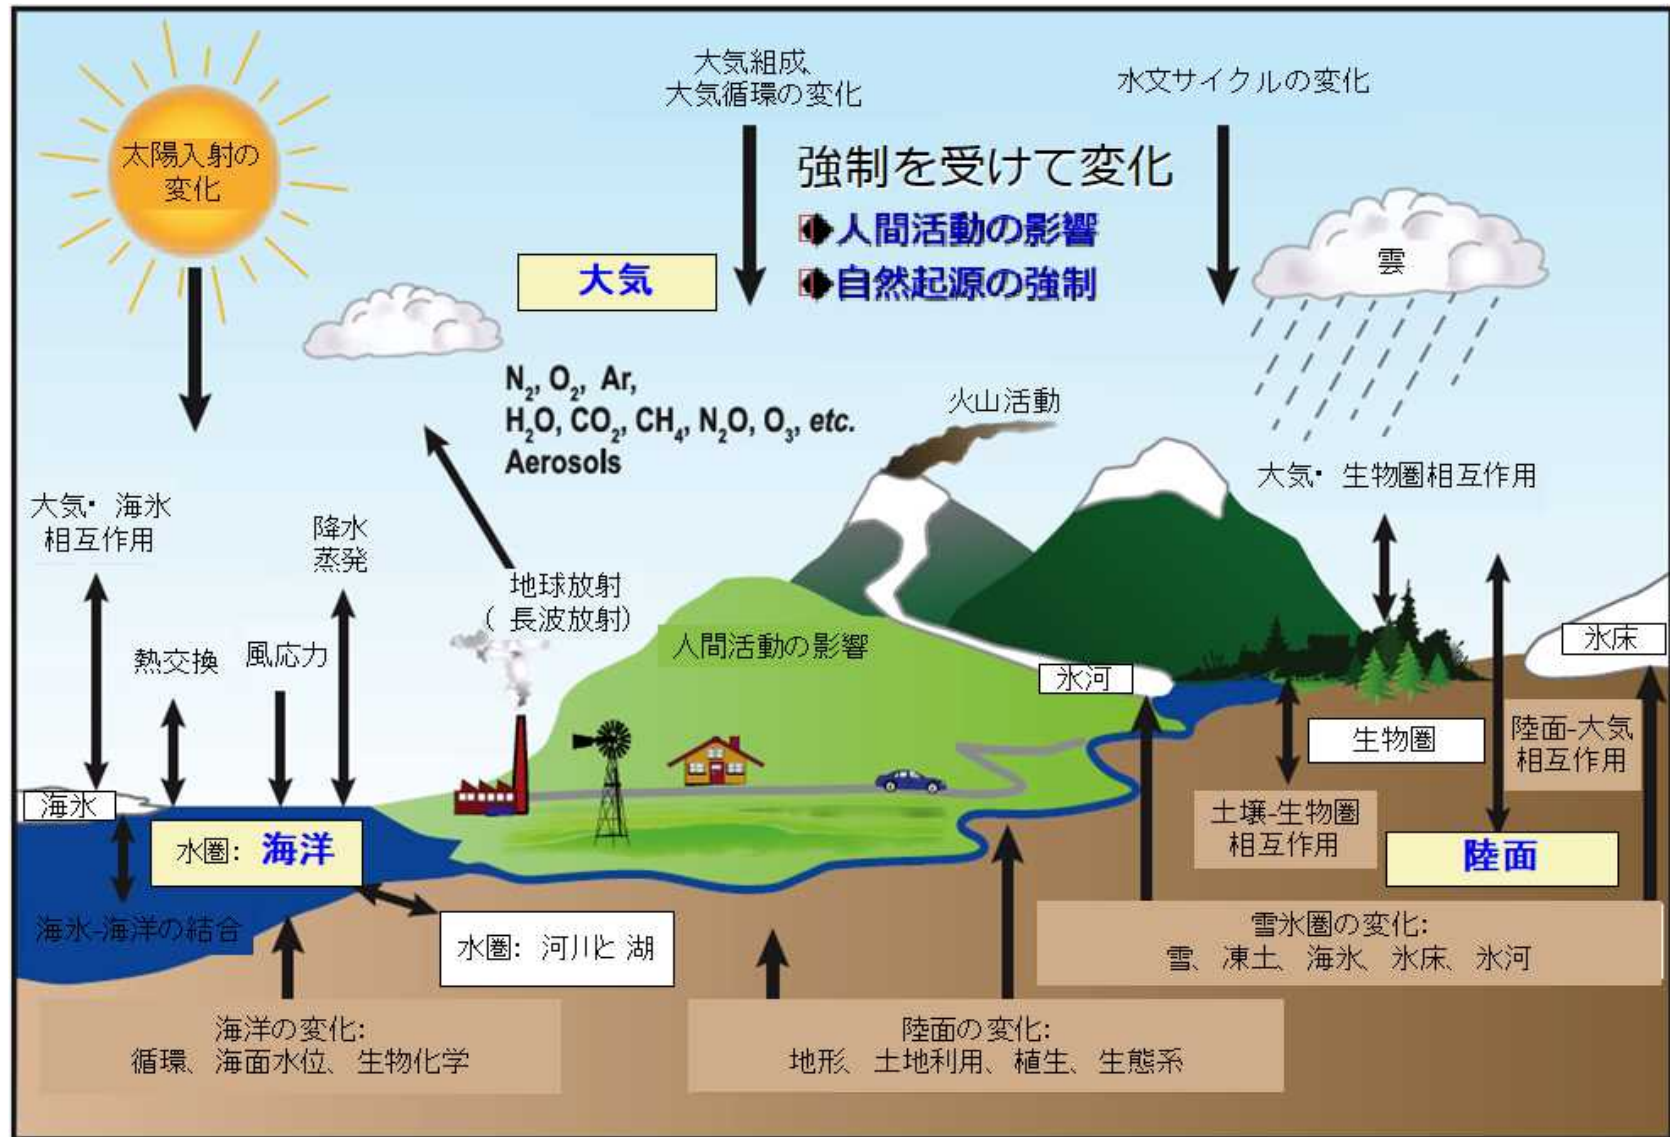 大気組成、
大気循環の変化
水文サイクルの変化
太陽入射の
変化
強制を受けて変化
人間活動の影響
自然起源の強制
大気
雲
N₂, O₂, Ar,
H₂O, CO₂, CH₄, N₂O, O₃, etc.
Aerosols
火山活動
大気・海氷
相互作用
降水
蒸発
大気・生物圏相互作用
地球放射
(長波放射)
熱交換
風応力
人間活動の影響
氷河
氷床
生物圏
陸面-大気
相互作用
海氷
水圏: 海洋
土壌-生物圏
相互作用
陸面
海氷-海洋の結合
水圏: 河川と湖
雪氷圏の変化:
雪、凍土、海氷、氷床、氷河
海洋の変化:
循環、海面水位、生物化学
陸面の変化:
地形、土地利用、植生、生態系